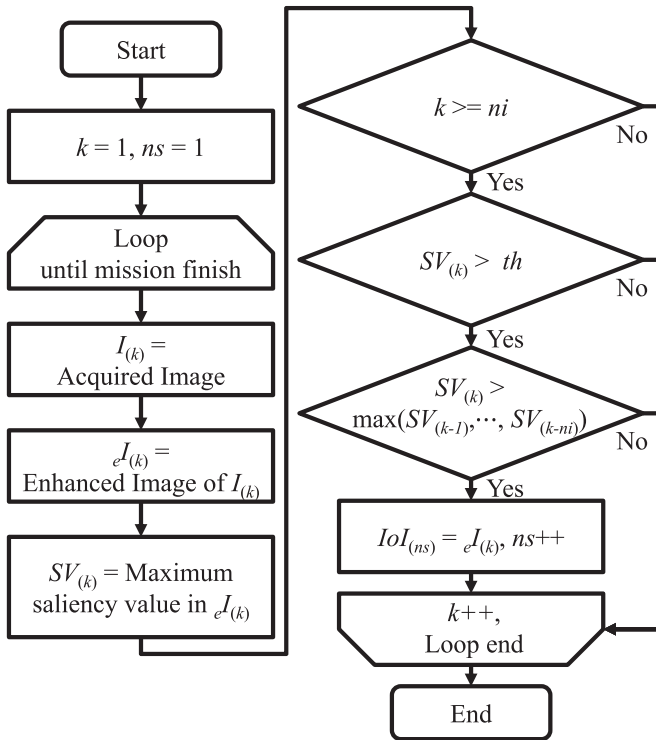 Start
k = 1, ns = 1
Loop
until mission finish
I(k) =
Acquired Image
eI(k) =
Enhanced Image of I(k)
SV(k) = Maximum
saliency value in eI(k)
k >= ni
No
Yes
SV(k) > th
No
Yes
SV(k) >
max(SV(k-1),⋯, SV(k-ni))
No
Yes
IoI(ns) = eI(k), ns++
k++,
Loop end
End